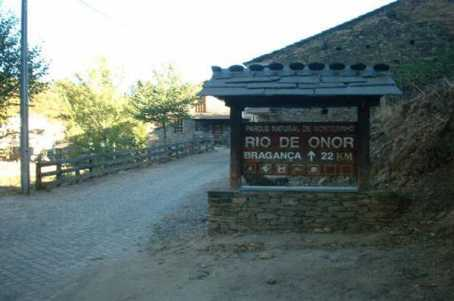 PARQUE NATURAL DE MONTESINHO
RIO DE ONOR
BRAGANÇA ↑ 22 KM